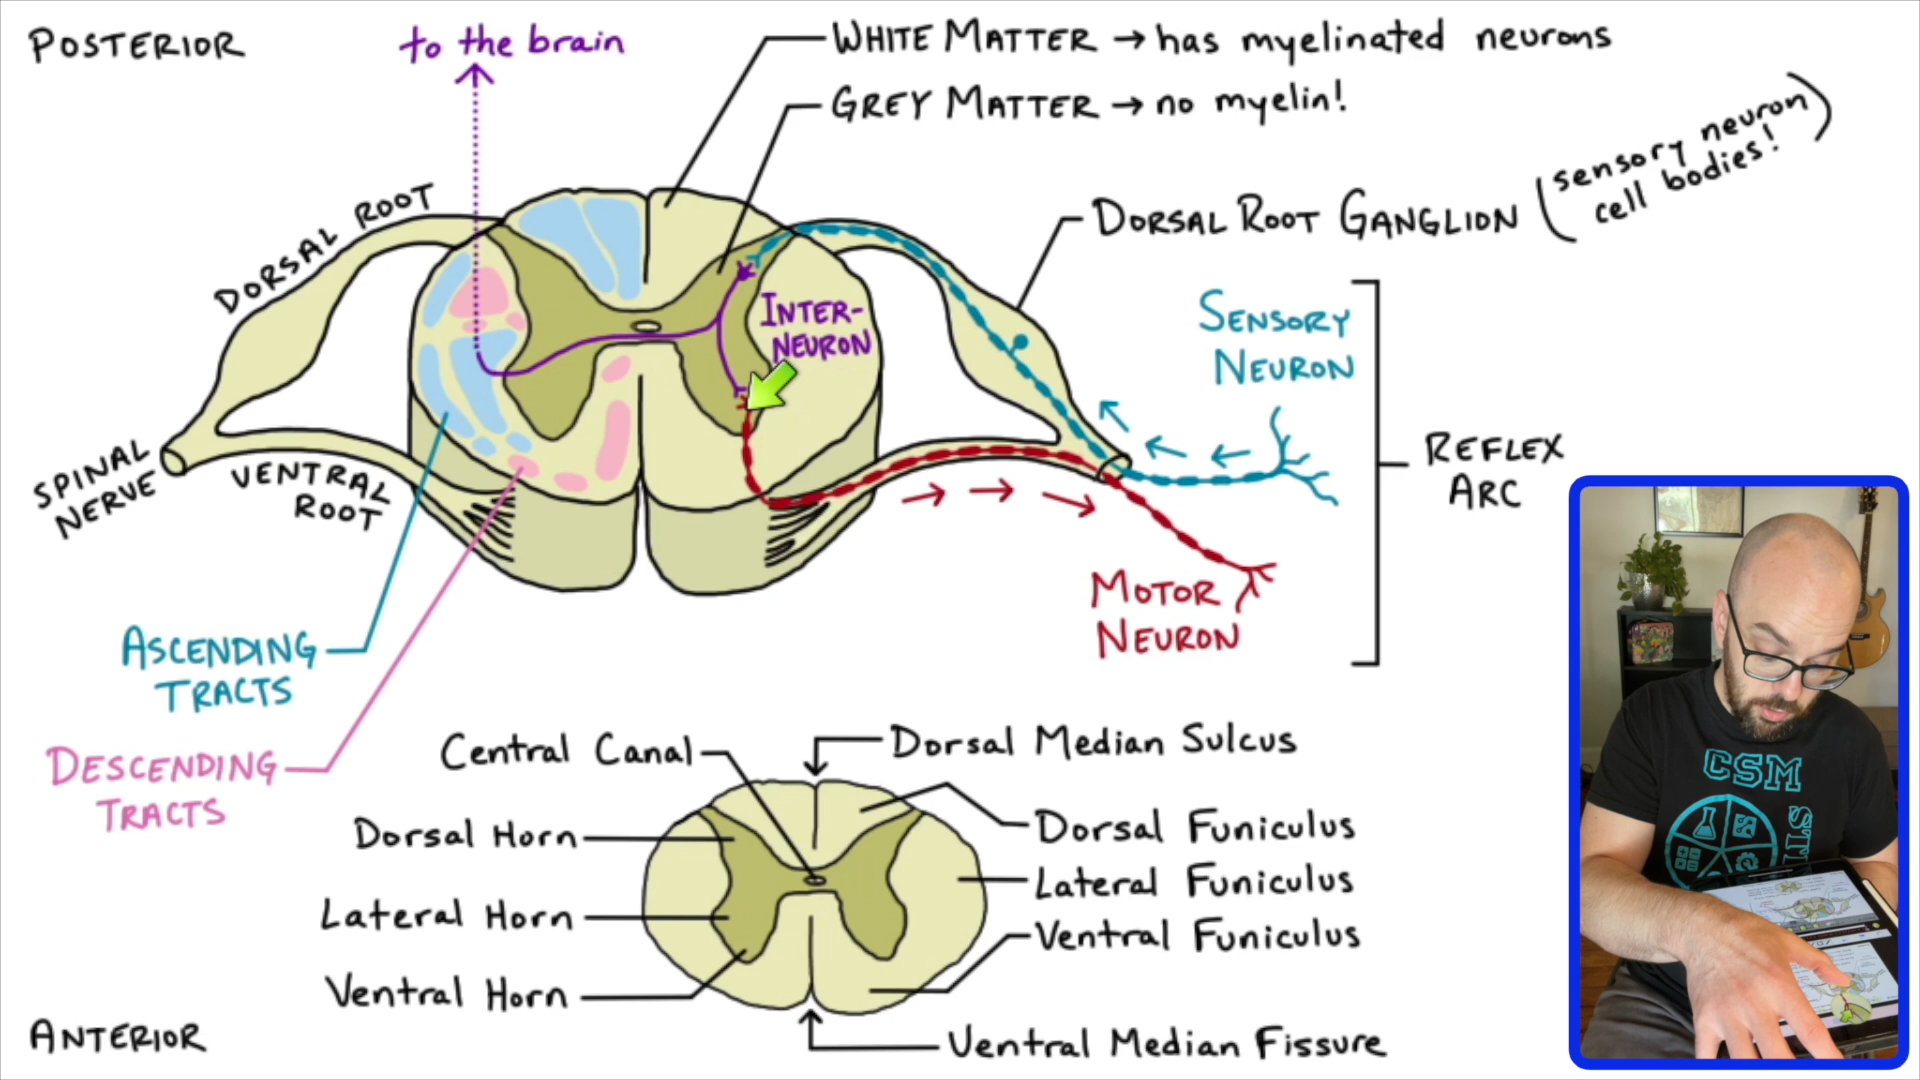 POSTERIOR
to the brain
WHITE MATTER → has myelinated neurons
GREY MATTER → no myelin!
DORSAL ROOT
DORSAL ROOT GANGLION (sensory neuron
cell bodies!)
INTER-
NEURON
SENSORY
NEURON
REFLEX
ARC
SPINAL
NERVE
VENTRAL
ROOT
MOTOR
NEURON
ASCENDING
TRACTS
DESCENDING
TRACTS
Central Canal
Dorsal Median Sulcus
Dorsal Horn
Dorsal Funiculus
Lateral Horn
Lateral Funiculus
Ventral Horn
Ventral Funiculus
ANTERIOR
Ventral Median Fissure
CSM